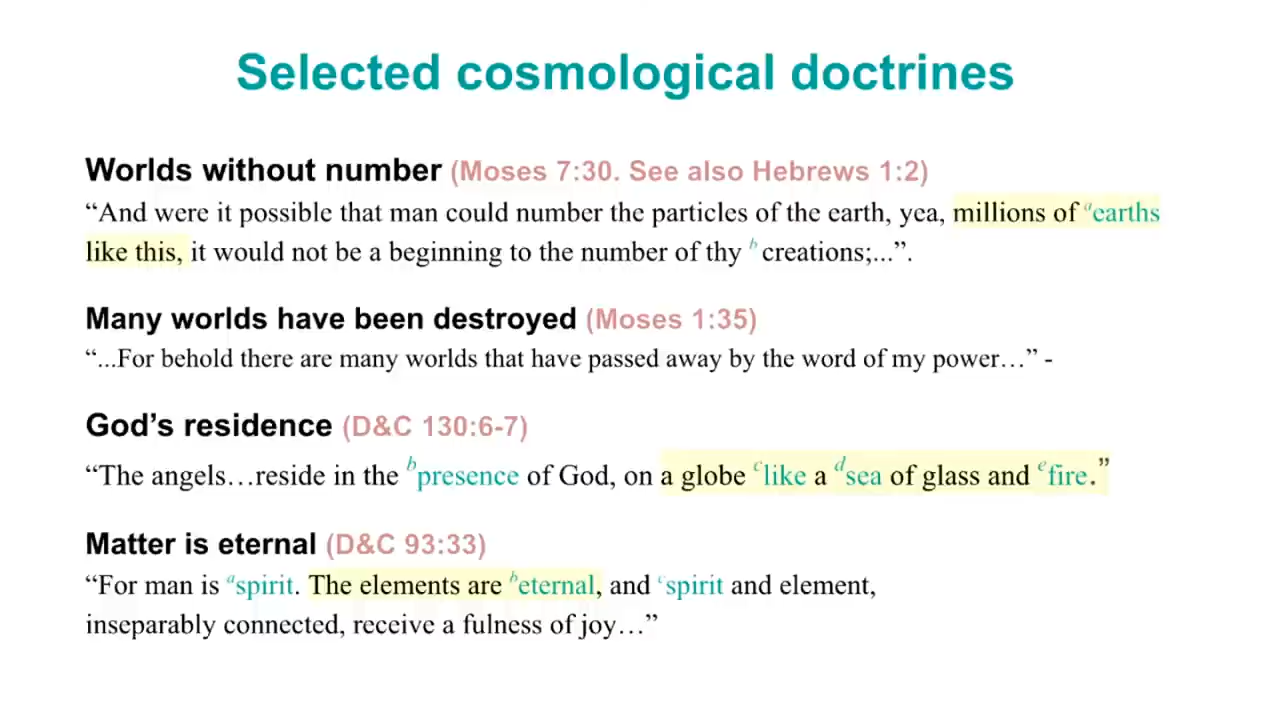 Selected cosmological doctrines
Worlds without number (Moses 7:30. See also Hebrews 1:2)
“And were it possible that man could number the particles of the earth, yea, millions of ᵃearths
like this, it would not be a beginning to the number of thy ᵇ creations;...”.
Many worlds have been destroyed (Moses 1:35)
“...For behold there are many worlds that have passed away by the word of my power…” -
God’s residence (D&C 130:6-7)
“The angels…reside in the ᵇpresence of God, on a globe ᶜlike a ᵈsea of glass and ᵉfire.”
Matter is eternal (D&C 93:33)
“For man is ᵃspirit. The elements are ᵇeternal, and ᶜspirit and element,
inseparably connected, receive a fulness of joy…”